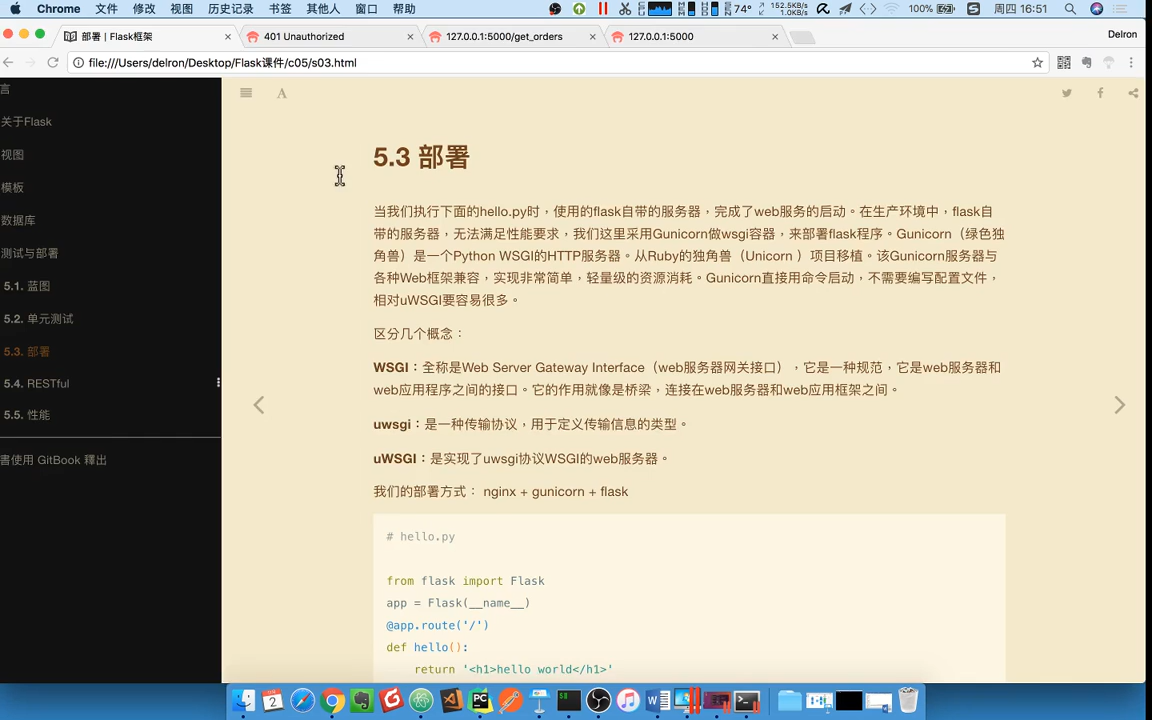 Chrome 文件 修改 视图 历史记录 书签 其他人 窗口 帮助 74° 152.5KB/s 1.0KB/s 100% 周四 16:51
部署 | Flask框架 401 Unauthorized 127.0.0.1:5000/get_orders 127.0.0.1:5000 Delron
file:///Users/delron/Desktop/Flask课件/c05/s03.html
言
关于Flask
视图
模板
数据库
测试与部署
5.1. 蓝图
5.2. 单元测试
5.3. 部署
5.4. RESTful
5.5. 性能
書使用 GitBook 釋出
A
5.3 部署
当我们执行下面的hello.py时，使用的flask自带的服务器，完成了web服务的启动。在生产环境中，flask自
带的服务器，无法满足性能要求，我们这里采用Gunicorn做wsgi容器，来部署flask程序。Gunicorn（绿色独
角兽）是一个Python WSGI的HTTP服务器。从Ruby的独角兽（Unicorn ）项目移植。该Gunicorn服务器与
各种Web框架兼容，实现非常简单，轻量级的资源消耗。Gunicorn直接用命令启动，不需要编写配置文件，
相对uWSGI要容易很多。
区分几个概念：
WSGI：全称是Web Server Gateway Interface（web服务器网关接口），它是一种规范，它是web服务器和
web应用程序之间的接口。它的作用就像是桥梁，连接在web服务器和web应用框架之间。
uwsgi：是一种传输协议，用于定义传输信息的类型。
uWSGI：是实现了uwsgi协议WSGI的web服务器。
我们的部署方式： nginx + gunicorn + flask
# hello.py
from flask import Flask
app = Flask(__name__)
@app.route('/')
def hello():
return '<h1>hello world</h1>'